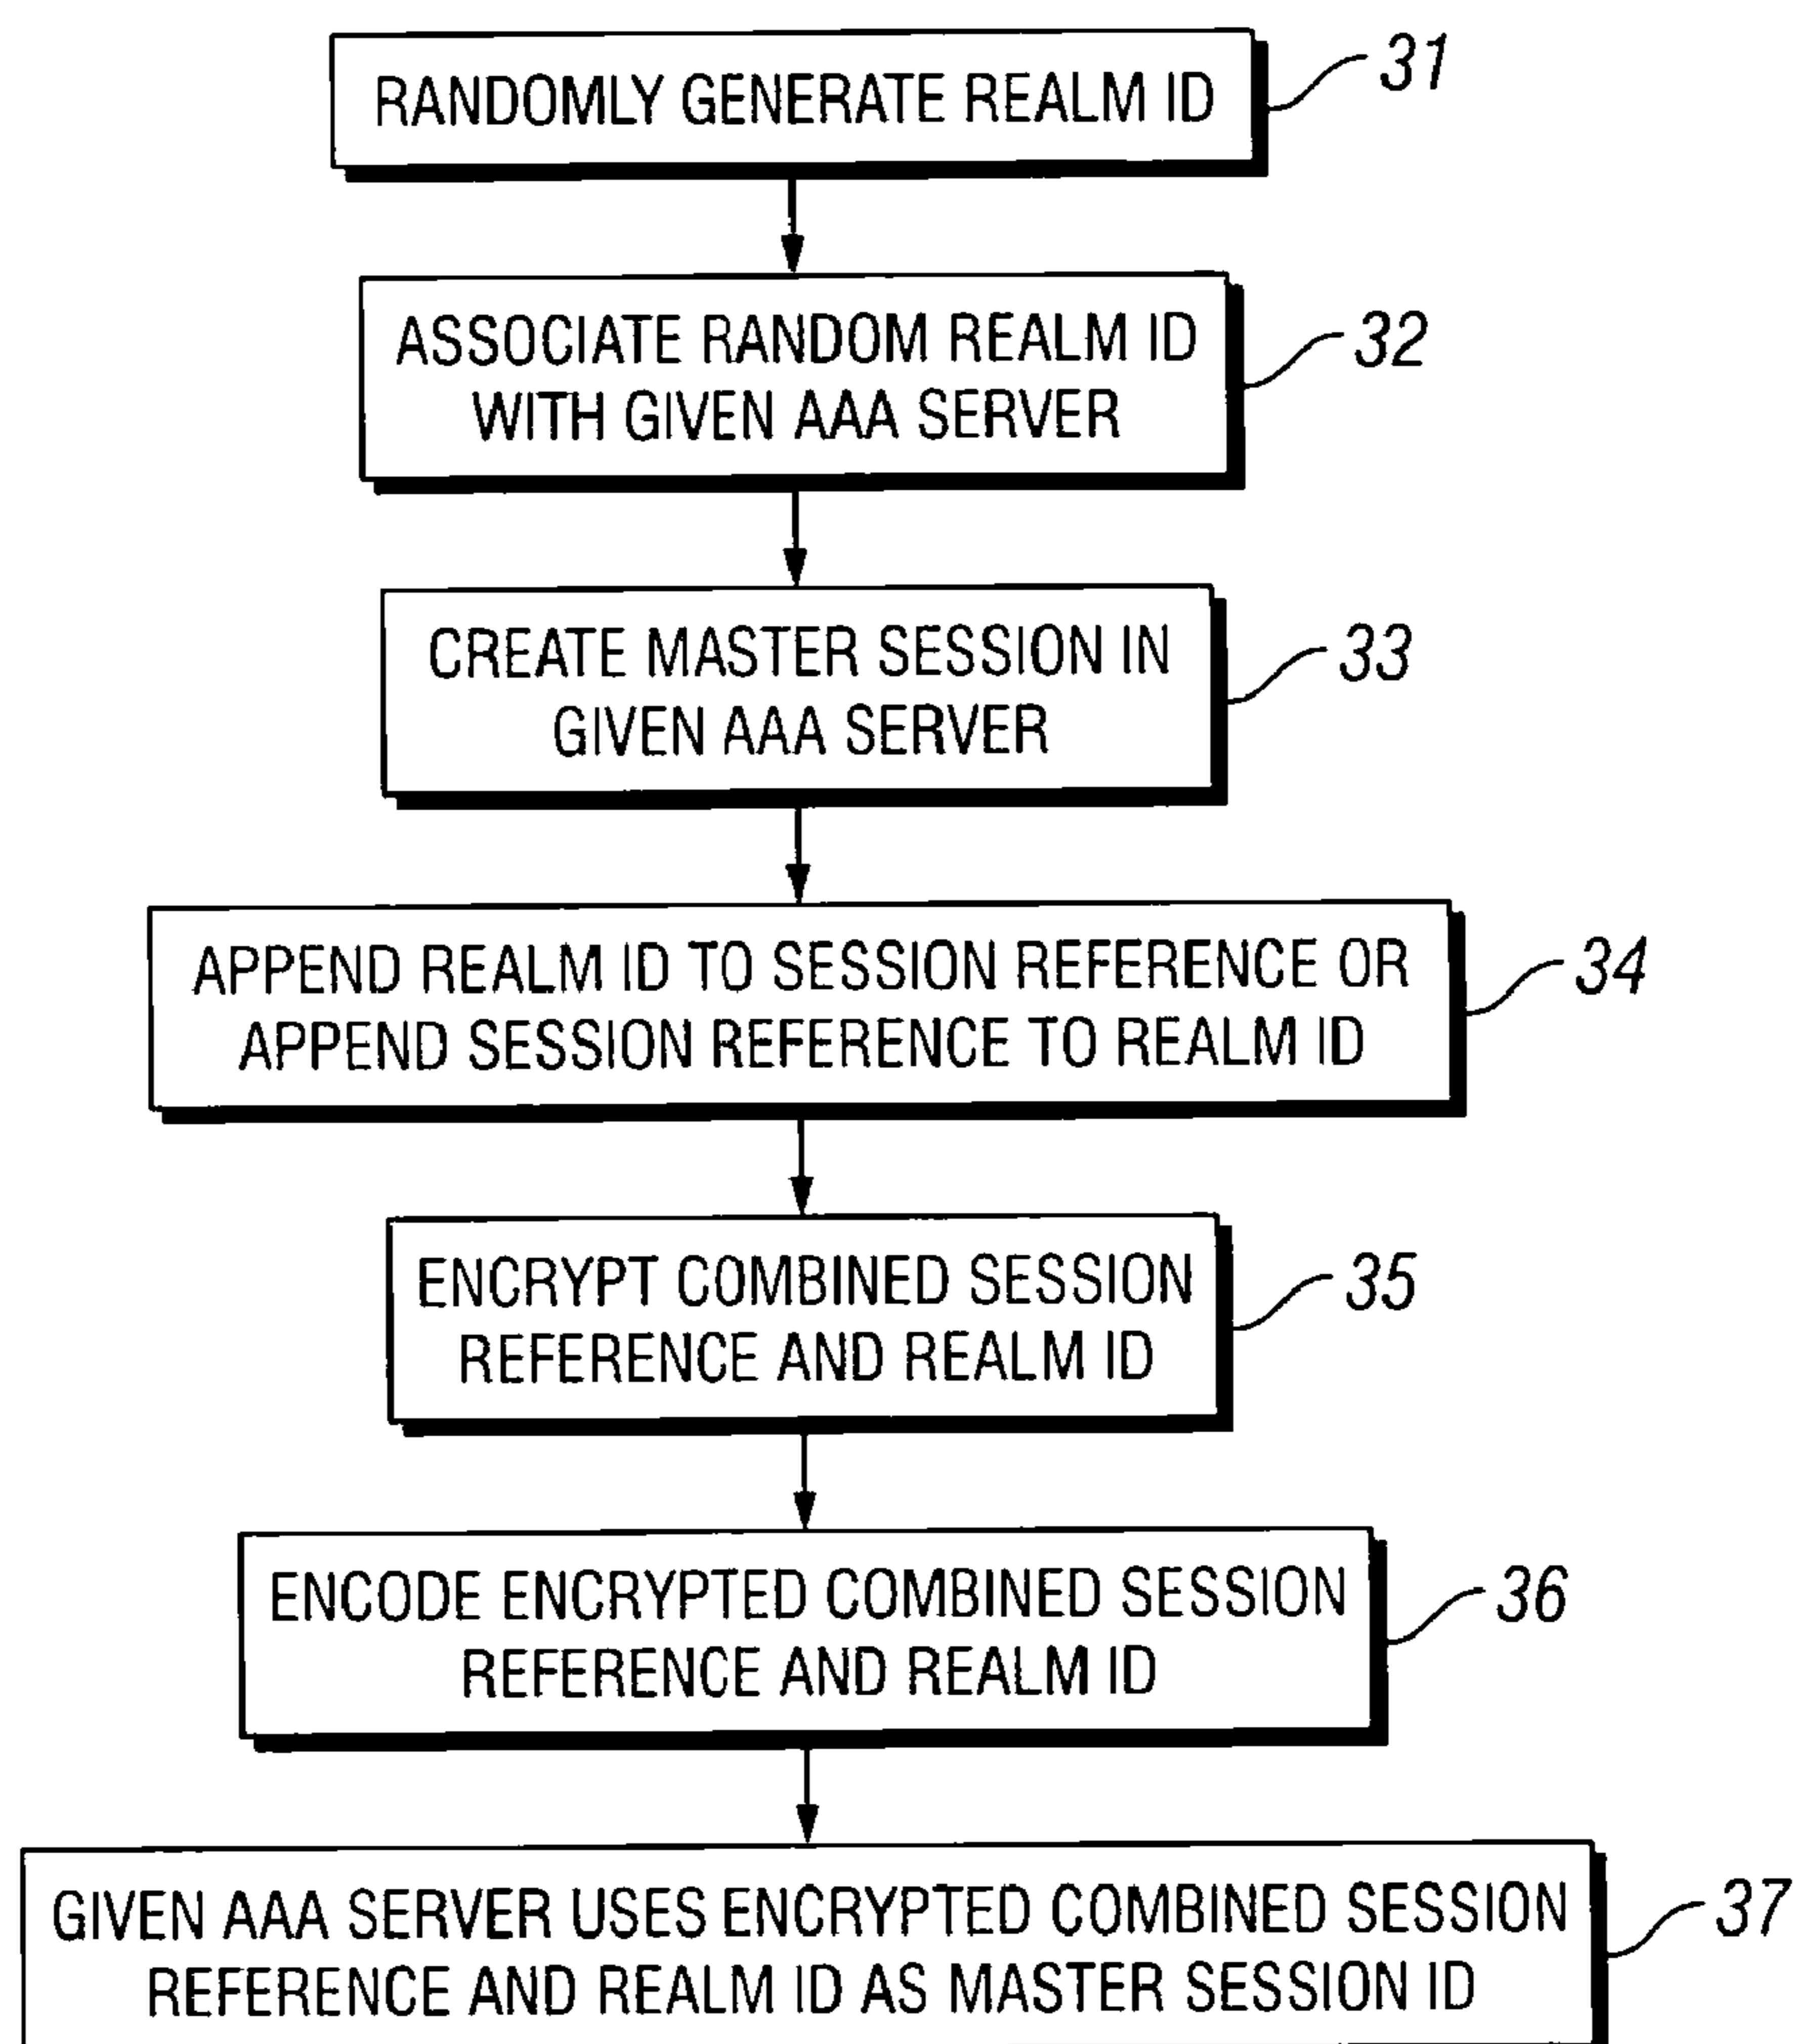 RANDOMLY GENERATE REALM ID
31
ASSOCIATE RANDOM REALM ID
WITH GIVEN AAA SERVER
32
CREATE MASTER SESSION IN
GIVEN AAA SERVER
33
APPEND REALM ID TO SESSION REFERENCE OR
APPEND SESSION REFERENCE TO REALM ID
34
ENCRYPT COMBINED SESSION
REFERENCE AND REALM ID
35
ENCODE ENCRYPTED COMBINED SESSION
REFERENCE AND REALM ID
36
GIVEN AAA SERVER USES ENCRYPTED COMBINED SESSION
REFERENCE AND REALM ID AS MASTER SESSION ID
37